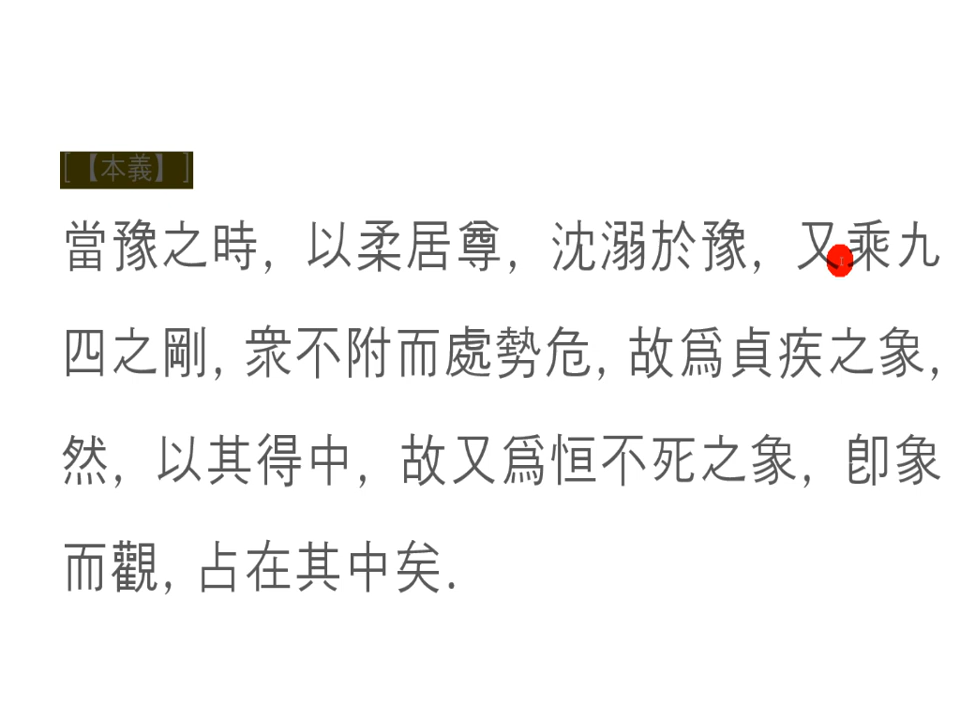 [【本義】]
當豫之時, 以柔居尊, 沈溺於豫, 又乘九
四之剛, 衆不附而處勢危, 故爲貞疾之象,
然, 以其得中, 故又爲恒不死之象, 卽象
而觀, 占在其中矣.